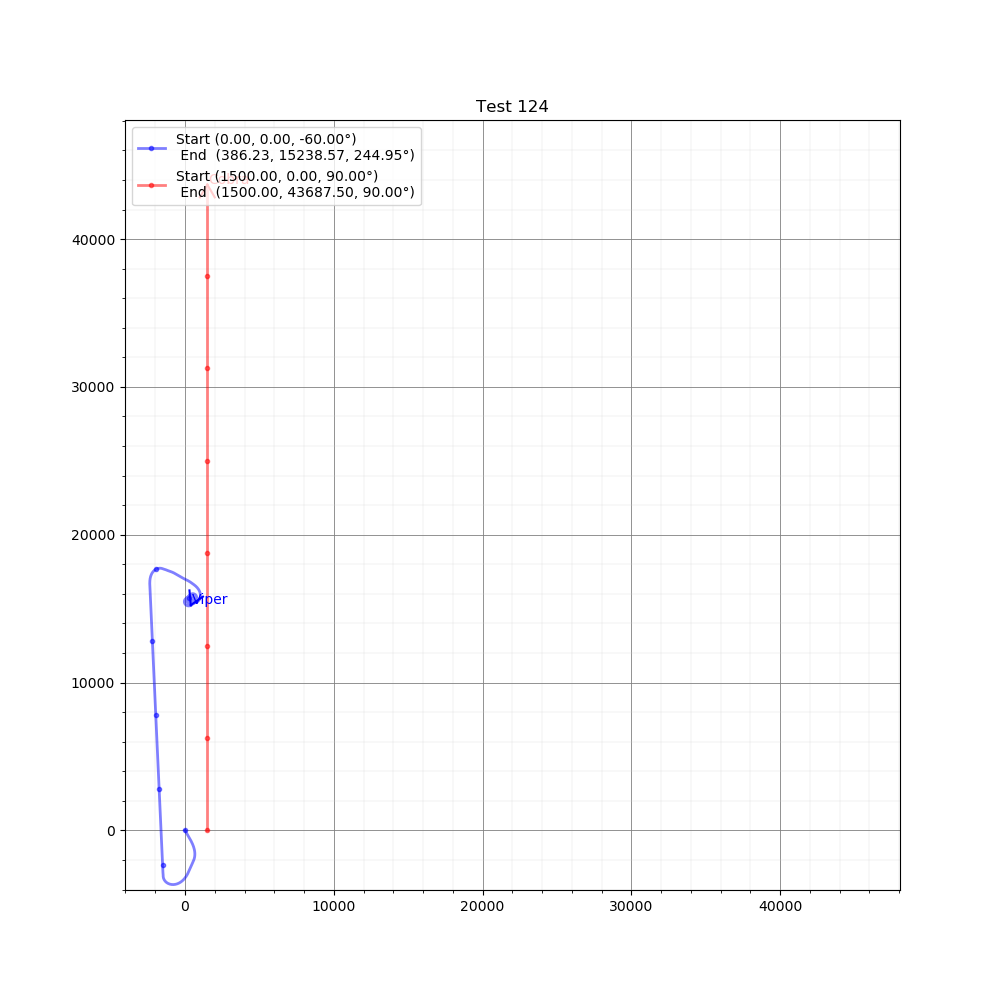 Test 124
Start (0.00, 0.00, -60.00°)
End (386.23, 15238.57, 244.95°)
Start (1500.00, 0.00, 90.00°)
End (1500.00, 43687.50, 90.00°)
40000
30000
20000
Viper
10000
0
0
10000
20000
30000
40000